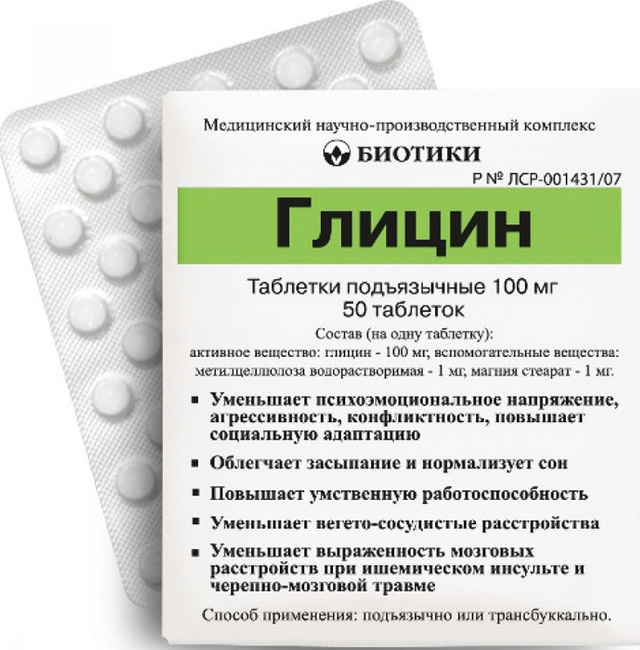 Медицинский научно-производственный комплекс
БИОТИКИ
Р № ЛСР-001431/07
Глицин
Таблетки подъязычные 100 мг
50 таблеток
Состав (на одну таблетку):
активное вещество: глицин - 100 мг, вспомогательные вещества:
метилцеллюлоза водорастворимая - 1 мг, магния стеарат - 1 мг.
▪ Уменьшает психоэмоциональное напряжение,
агрессивность, конфликтность, повышает
социальную адаптацию
▪ Облегчает засыпание и нормализует сон
▪ Повышает умственную работоспособность
▪ Уменьшает вегето-сосудистые расстройства
▪ Уменьшает выраженность мозговых
расстройств при ишемическом инсульте и
черепно-мозговой травме
Способ применения: подъязычно или трансбуккально.